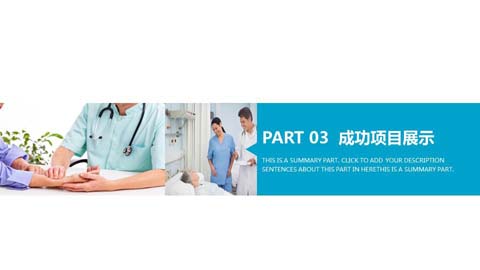 PART 03 成功项目展示
THIS IS A SUMMARY PART. CLICK TO ADD YOUR DESCRIPTION
SENTENCES ABOUT THIS PART IN HERETHIS IS A SUMMARY PART.